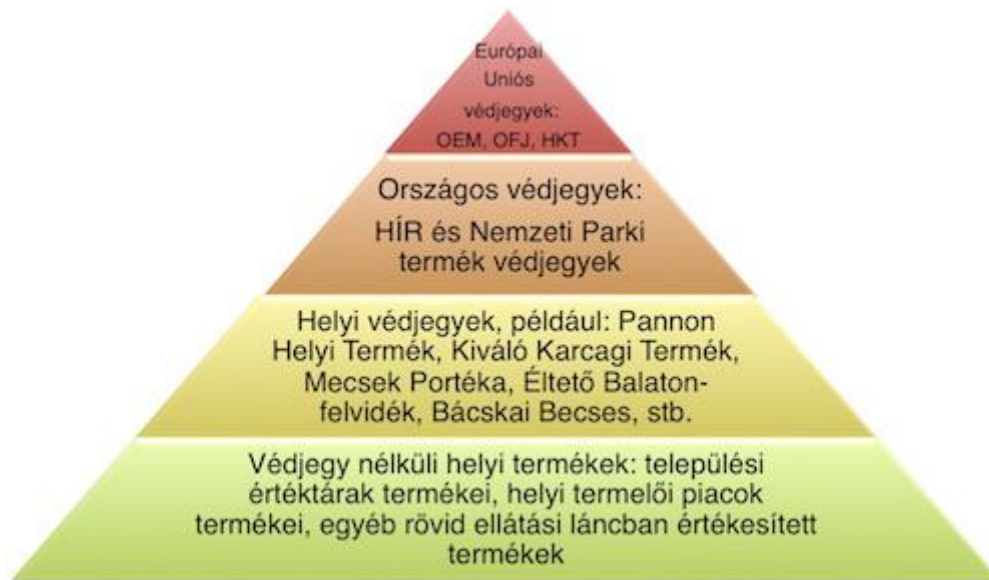 Európai
Uniós
védjegyek:
OEM, OFJ, HKT
Országos védjegyek:
HÍR és Nemzeti Parki
termék védjegyek
Helyi védjegyek, például: Pannon
Helyi Termék, Kiváló Karcagi Termék,
Mecsek Portéka, Éltető Balaton-
felvidék, Bácskai Becses, stb.
Védjegy nélküli helyi termékek: települési
értéktárak termékei, helyi termelői piacok
termékei, egyéb rövid ellátási láncban értékesített
termékek